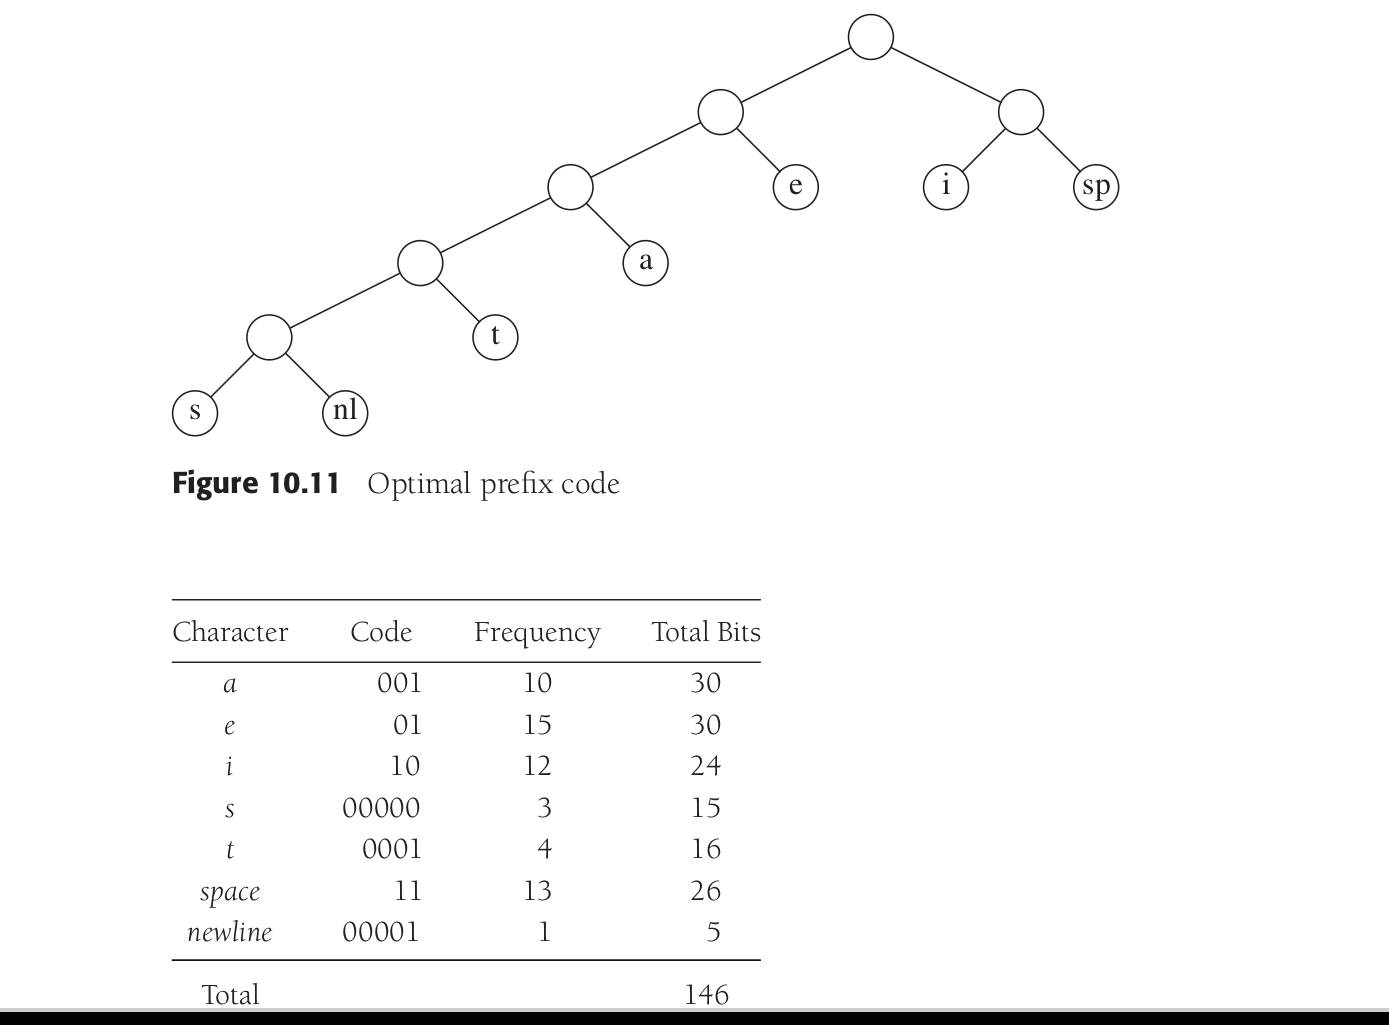 e i sp
a
t
s nl
Figure 10.11 Optimal prefix code
Character Code Frequency Total Bits
a 001 10 30
e 01 15 30
i 10 12 24
s 00000 3 15
t 0001 4 16
space 11 13 26
newline 00001 1 5
Total 146